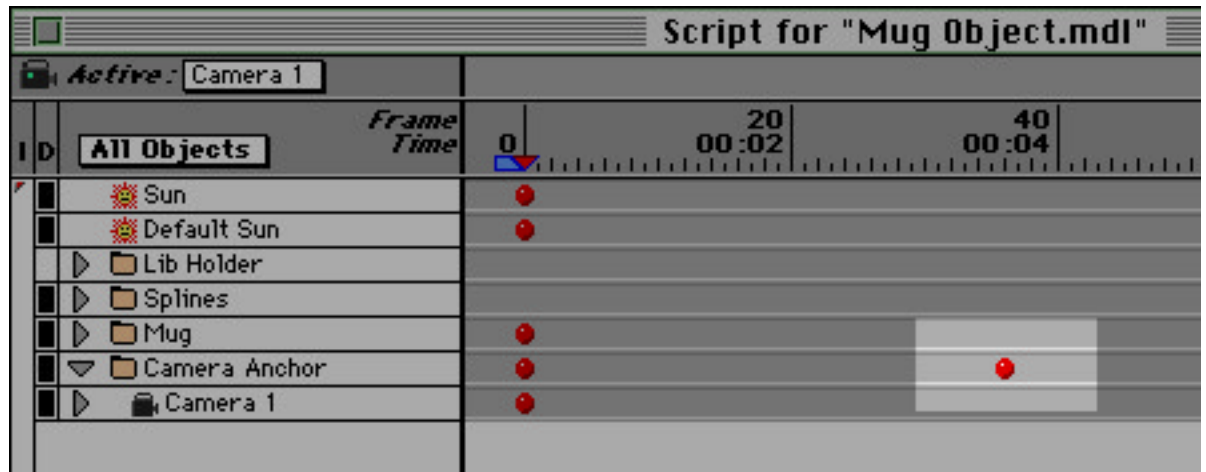 Script for "Mug Object.mdl"
Active: Camera 1
Frame 20 40
I D All Objects Time 0 00:02 00:04
Sun
Default Sun
Lib Holder
Splines
Mug
Camera Anchor
Camera 1